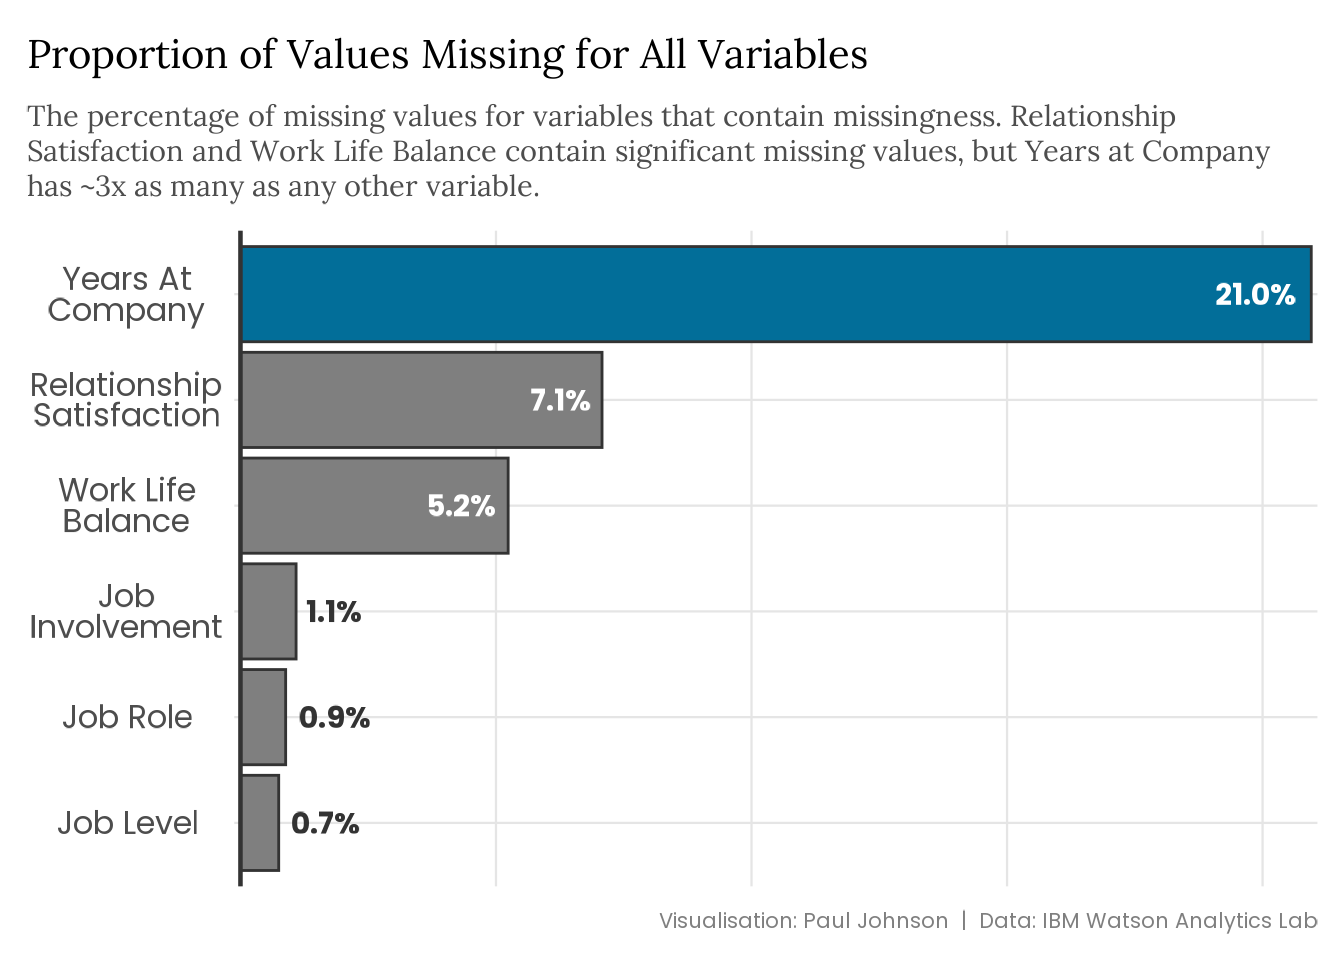 Proportion of Values Missing for All Variables
The percentage of missing values for variables that contain missingness. Relationship
Satisfaction and Work Life Balance contain significant missing values, but Years at Company
has ~3x as many as any other variable.
Years At
Company
21.0%
Relationship
Satisfaction
7.1%
Work Life
Balance
5.2%
Job
Involvement
1.1%
Job Role
0.9%
Job Level
0.7%
Visualisation: Paul Johnson | Data: IBM Watson Analytics Lab